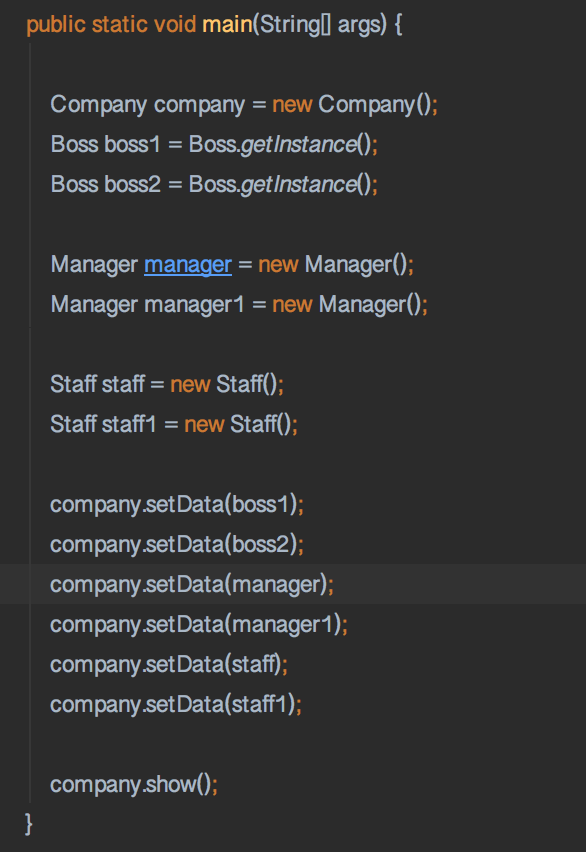 public static void main(String[] args) {
Company company = new Company();
Boss boss1 = Boss.getInstance();
Boss boss2 = Boss.getInstance();
Manager manager = new Manager();
Manager manager1 = new Manager();
Staff staff = new Staff();
Staff staff1 = new Staff();
company.setData(boss1);
company.setData(boss2);
company.setData(manager);
company.setData(manager1);
company.setData(staff);
company.setData(staff1);
company.show();
}